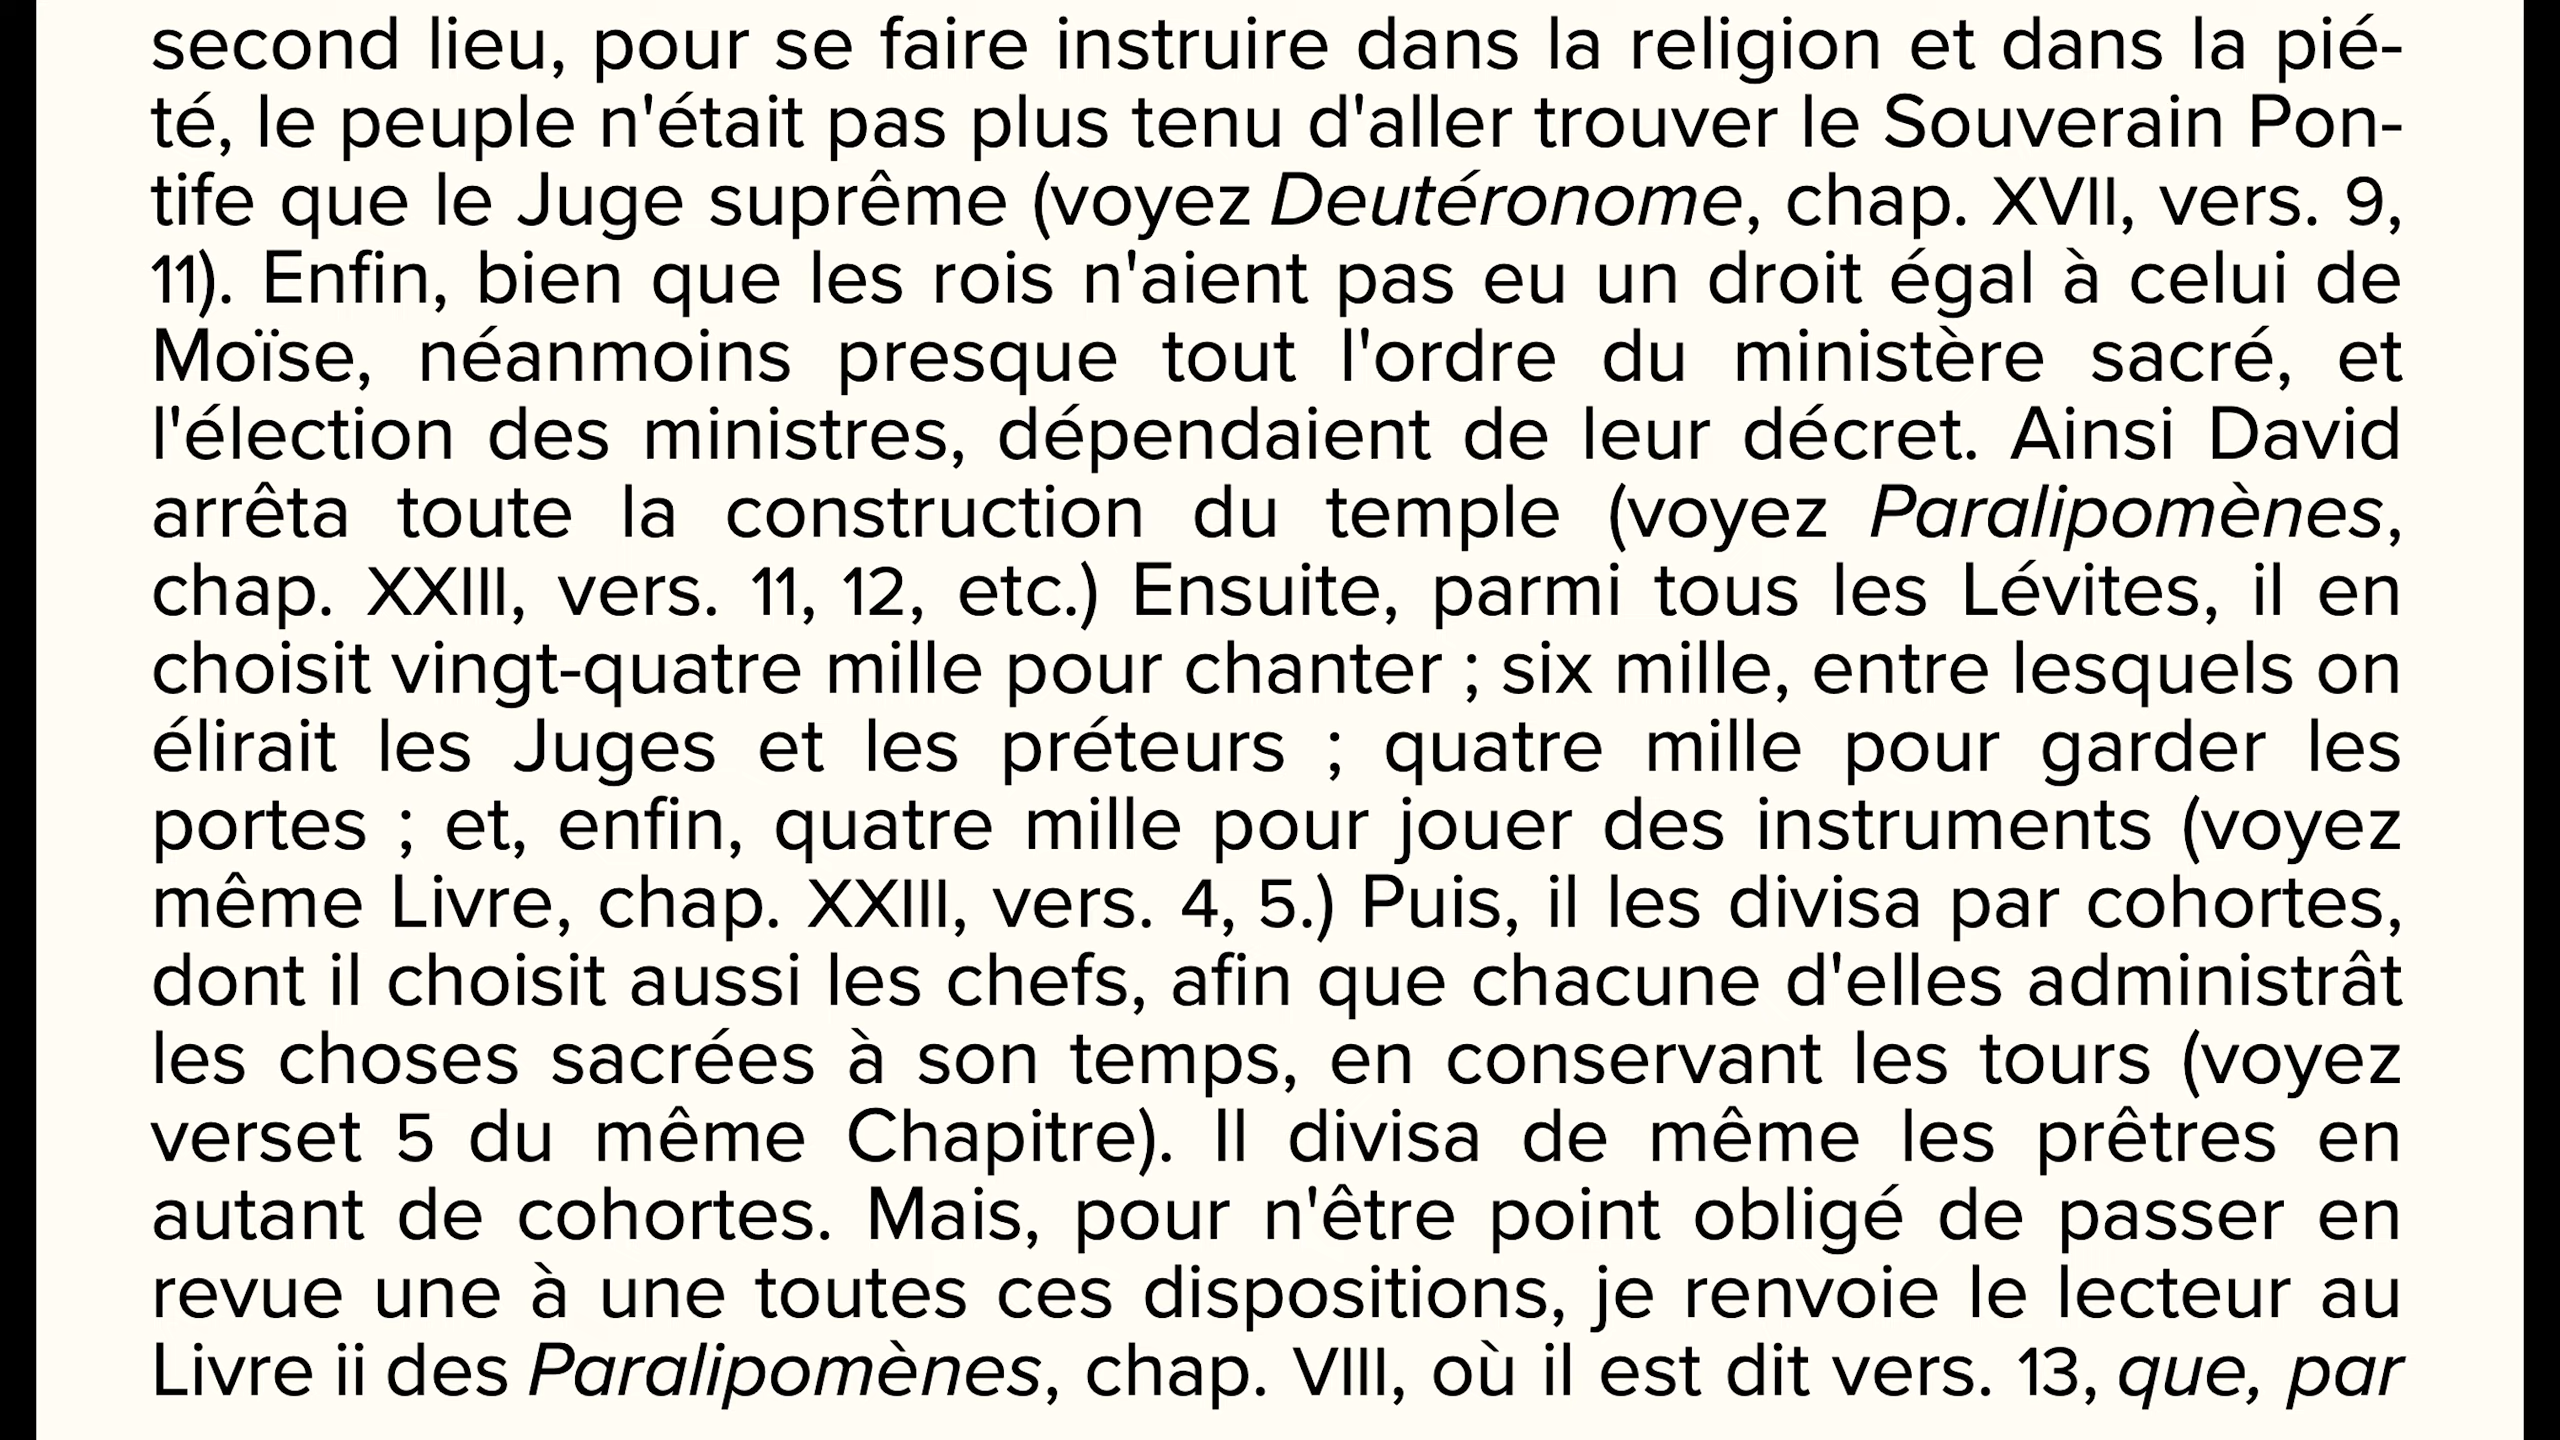 second lieu, pour se faire instruire dans la religion et dans la pié-
té, le peuple n'était pas plus tenu d'aller trouver le Souverain Pon-
tife que le Juge suprême (voyez Deutéronome, chap. XVII, vers. 9,
11). Enfin, bien que les rois n'aient pas eu un droit égal à celui de
Moïse, néanmoins presque tout l'ordre du ministère sacré, et
l'élection des ministres, dépendaient de leur décret. Ainsi David
arrêta toute la construction du temple (voyez Paralipomènes,
chap. XXIII, vers. 11, 12, etc.) Ensuite, parmi tous les Lévites, il en
choisit vingt-quatre mille pour chanter ; six mille, entre lesquels on
élirait les Juges et les préteurs ; quatre mille pour garder les
portes ; et, enfin, quatre mille pour jouer des instruments (voyez
même Livre, chap. XXIII, vers. 4, 5.) Puis, il les divisa par cohortes,
dont il choisit aussi les chefs, afin que chacune d'elles administrât
les choses sacrées à son temps, en conservant les tours (voyez
verset 5 du même Chapitre). Il divisa de même les prêtres en
autant de cohortes. Mais, pour n'être point obligé de passer en
revue une à une toutes ces dispositions, je renvoie le lecteur au
Livre ii des Paralipomènes, chap. VIII, où il est dit vers. 13, que, par